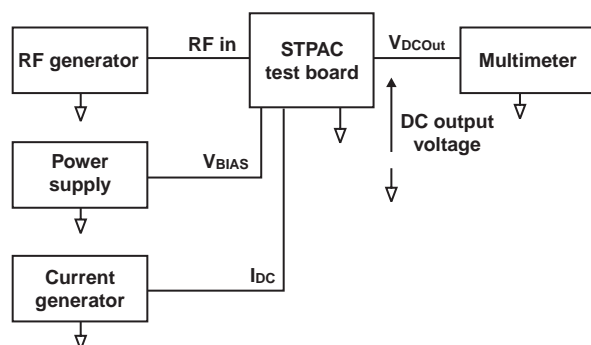 RF generator
RF in
STPAC
test board
VDCOut
Multimeter
DC output
voltage
Power
supply
VBIAS
Current
generator
IDC